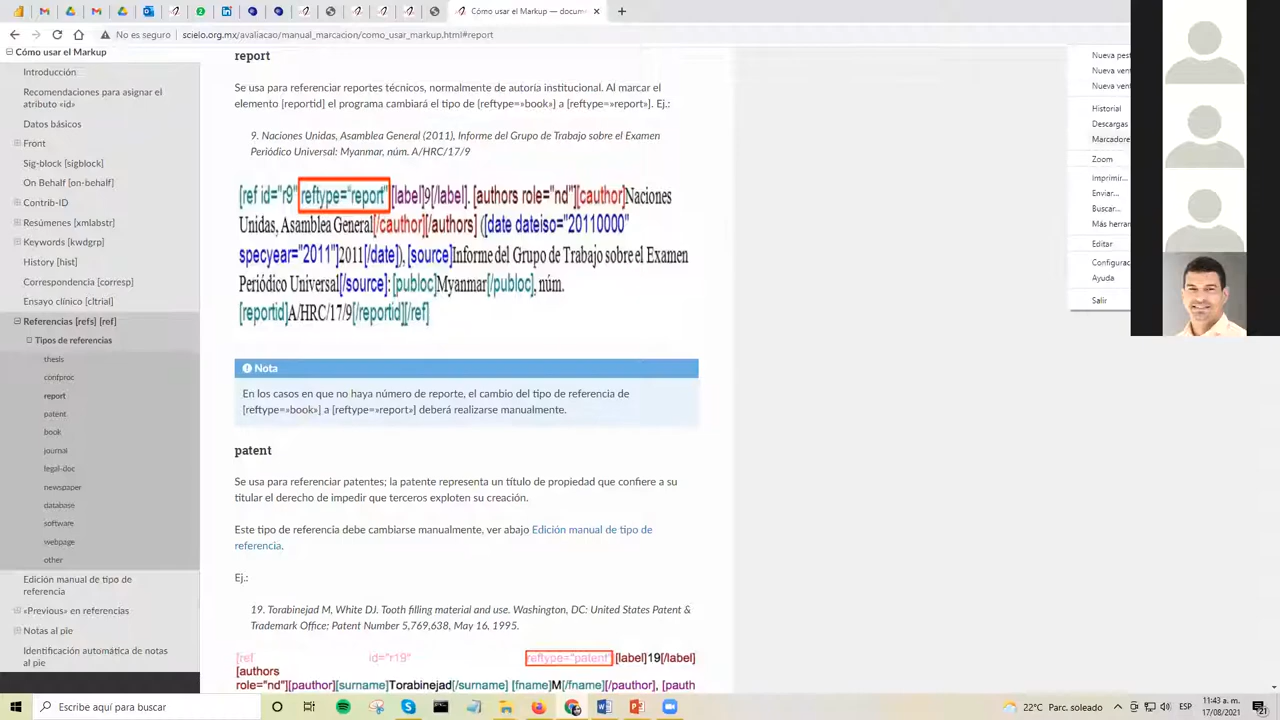 Cómo usar el Markup — docum
No es seguro
scielo.org.mx/avaliacao/manual_marcacion/como_usar_markup.html#report
Cómo usar el Markup
Introducción
Recomendaciones para asignar el
atributo «id»
Datos básicos
Front
Sig-block [sigblock]
On Behalf [on-behalf]
Contrib-ID
Resúmenes [xmlabstr]
Keywords [kwdgrp]
History [hist]
Correspondencia [corresp]
Ensayo clínico [cltrial]
Referencias [refs] [ref]
Tipos de referencias
thesis
confproc
report
patent
book
journal
legal-doc
newspaper
database
software
webpage
other
Edición manual de tipo de
referencia
«Previous» en referencias
Notas al pie
Identificación automática de notas
al pie
report
Se usa para referenciar reportes técnicos, normalmente de autoría institucional. Al marcar el
elemento [reportid] el programa cambiará el tipo de [reftype=»book»] a [reftype=»report»]. Ej.:
9. Naciones Unidas, Asamblea General (2011), Informe del Grupo de Trabajo sobre el Examen
Periódico Universal: Myanmar, núm. A/HRC/17/9
[ref id="r9" reftype="report" [label]9[/label]. [authors role="nd"][cauthor]Naciones
Unidas, Asamblea General[/cauthor][/authors] ([date dateiso="20110000"
specyear="2011"]2011[/date]), [source]Informe del Grupo de Trabajo sobre el Examen
Periódico Universal[/source]: [publoc]Myanmar[/publoc], núm.
[reportid]A/HRC/17/9[/reportid][/ref]
Nota
En los casos en que no haya número de reporte, el cambio del tipo de referencia de
[reftype=»book»] a [reftype=»report»] deberá realizarse manualmente.
patent
Se usa para referenciar patentes; la patente representa un título de propiedad que confiere a su
titular el derecho de impedir que terceros exploten su creación.
Este tipo de referencia debe cambiarse manualmente, ver abajo Edición manual de tipo de
referencia.
Ej.:
19. Torabinejad M, White DJ. Tooth filling material and use. Washington, DC: United States Patent &
Trademark Office; Patent Number 5,769,638, May 16. 1995.
[ref id="r19" reftype="patent" [label]19[/label]
[authors
role="nd"][pauthor][surname]Torabinejad[/surname] [fname]M[/fname][/pauthor], [pauth
Nueva pes
Nueva ven
Nueva ven
Historial
Descargas
Marcadore
Zoom
Imprimir...
Enviar...
Buscar...
Más herran
Editar
Configurac
Ayuda
Salir
Escribe aquí para buscar
22°C Parc. soleado
ESP
11:43 a.m.
17/08/2021